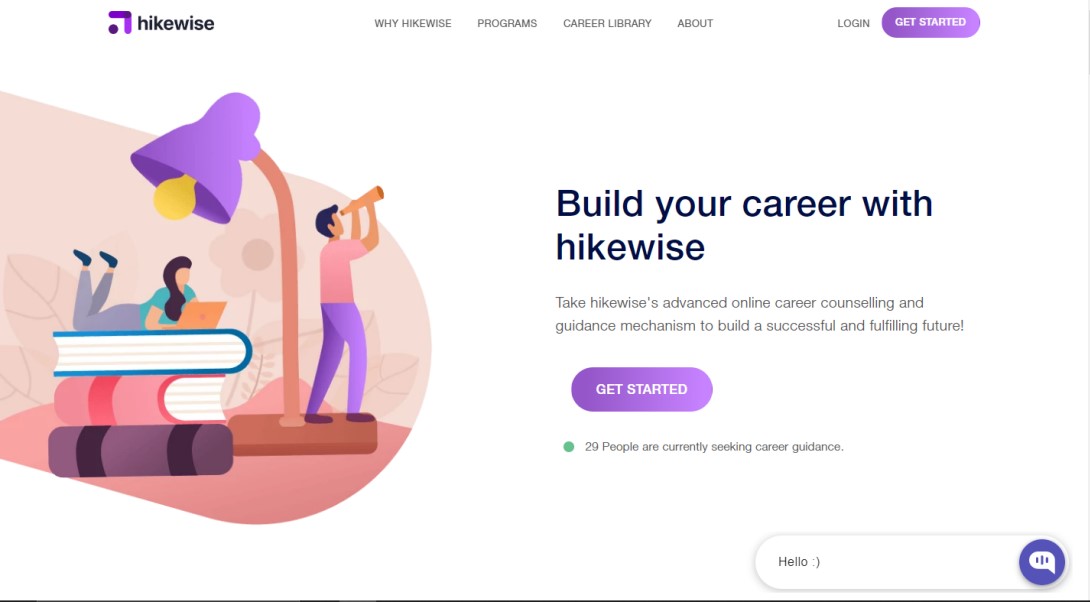 hikewise
WHY HIKEWISE
PROGRAMS
CAREER LIBRARY
ABOUT
LOGIN
GET STARTED
Build your career with
hikewise
Take hikewise's advanced online career counselling and
guidance mechanism to build a successful and fulfilling future!
GET STARTED
29 People are currently seeking career guidance.
Hello :)